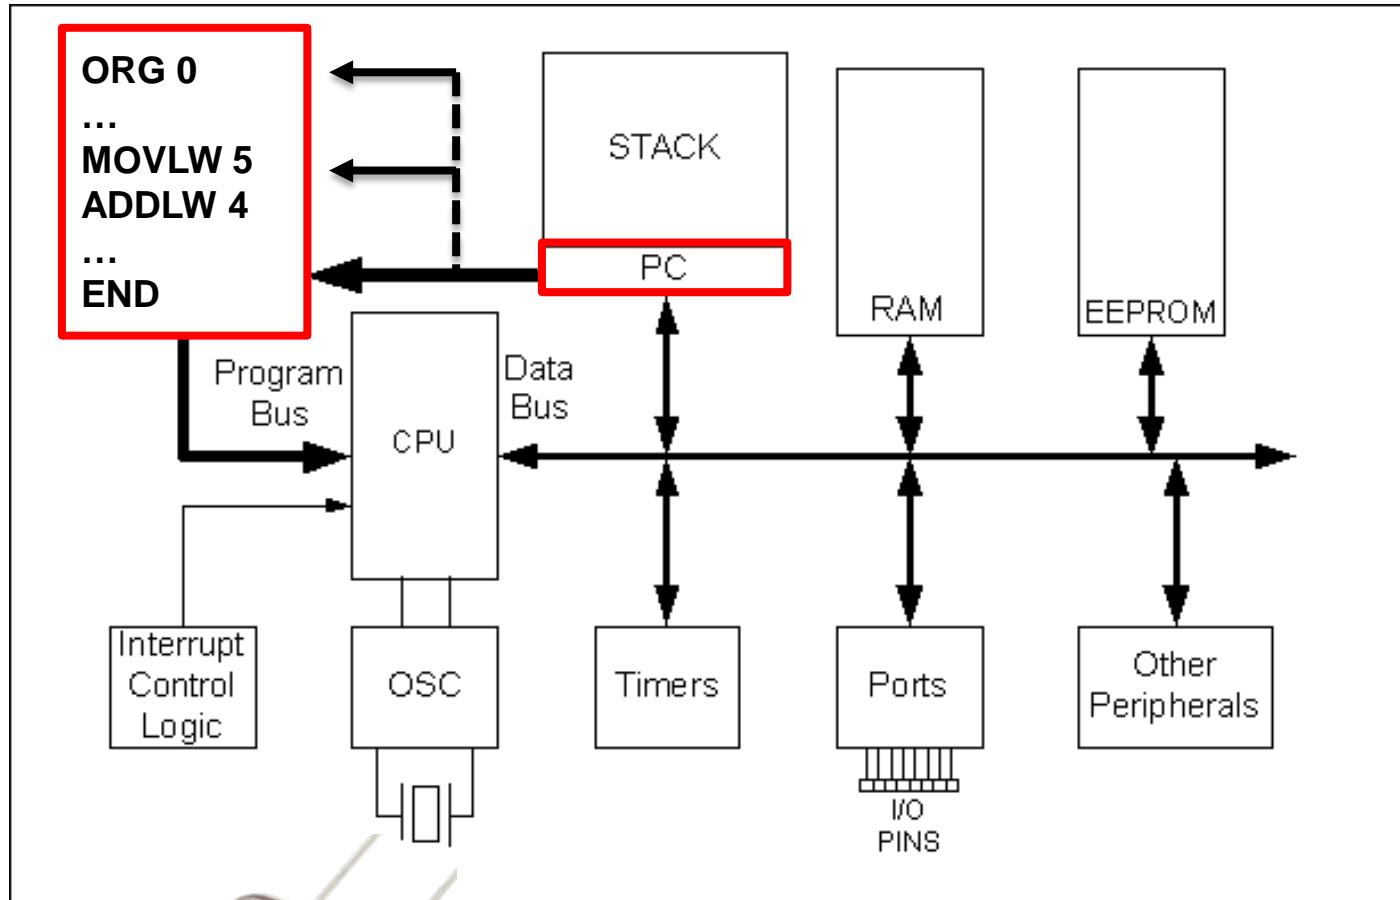 ORG 0
…
MOVLW 5
ADDLW 4
…
END
STACK
PC
RAM
EEPROM
Program
Bus
CPU
Data
Bus
Interrupt
Control
Logic
OSC
Timers
Ports
Other
Peripherals
I/O
PINS